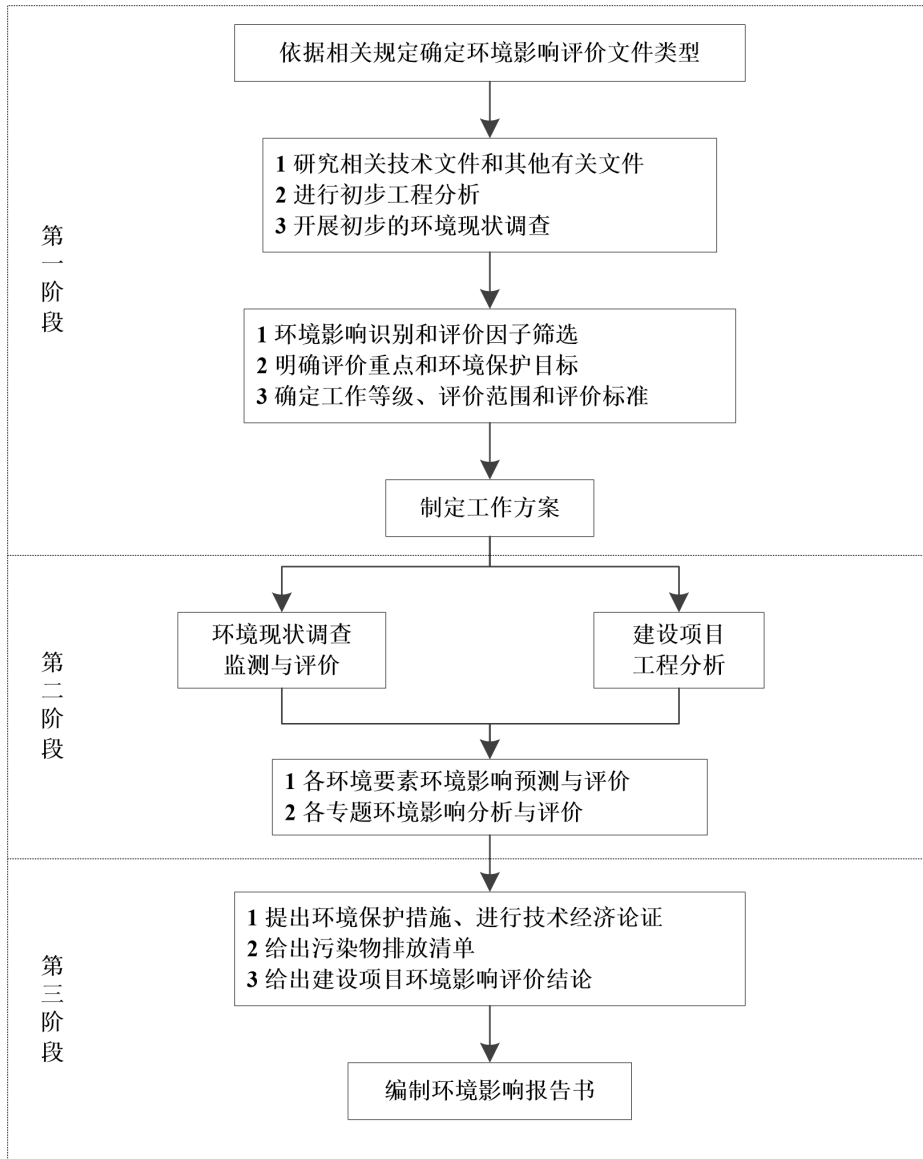 依据相关规定确定环境影响评价文件类型
1 研究相关技术文件和其他有关文件
2 进行初步工程分析
3 开展初步的环境现状调查
第一阶段
1 环境影响识别和评价因子筛选
2 明确评价重点和环境保护目标
3 确定工作等级、评价范围和评价标准
制定工作方案
环境现状调查
监测与评价
建设项目
工程分析
第二阶段
1 各环境要素环境影响预测与评价
2 各专题环境影响分析与评价
1 提出环境保护措施、进行技术经济论证
2 给出污染物排放清单
3 给出建设项目环境影响评价结论
第三阶段
编制环境影响报告书